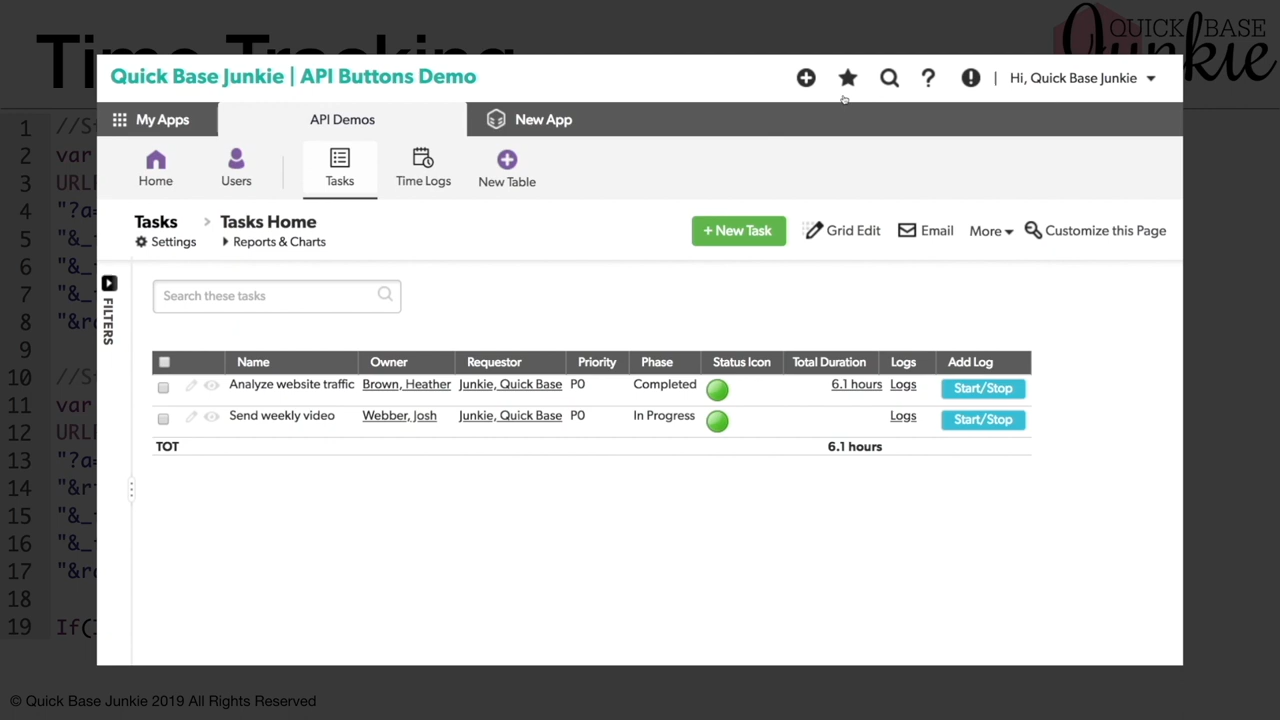 Time Tracking
QUICK BASE
Junkie
Quick Base Junkie | API Buttons Demo
Hi, Quick Base Junkie
My Apps
API Demos
New App
Home
Users
Tasks
Time Logs
New Table
Tasks > Tasks Home
Settings
Reports & Charts
+ New Task
Grid Edit
Email
More
Customize this Page
FILTERS
Search these tasks
Name Owner Requestor Priority Phase Status Icon Total Duration Logs Add Log
Analyze website traffic Brown, Heather Junkie, Quick Base P0 Completed 6.1 hours Logs Start/Stop
Send weekly video Webber, Josh Junkie, Quick Base P0 In Progress Logs Start/Stop
TOT 6.1 hours
1 //S
2 var
3 URL
4 "?a=
5 "&_
6 "&_
7 "&_
8 "&r
9
10 //S
11 var
12 URL
13 "?a=
14 "&r
15 "&_
16 "&_
17 "&r
18
19 If(
© Quick Base Junkie 2019 All Rights Reserved